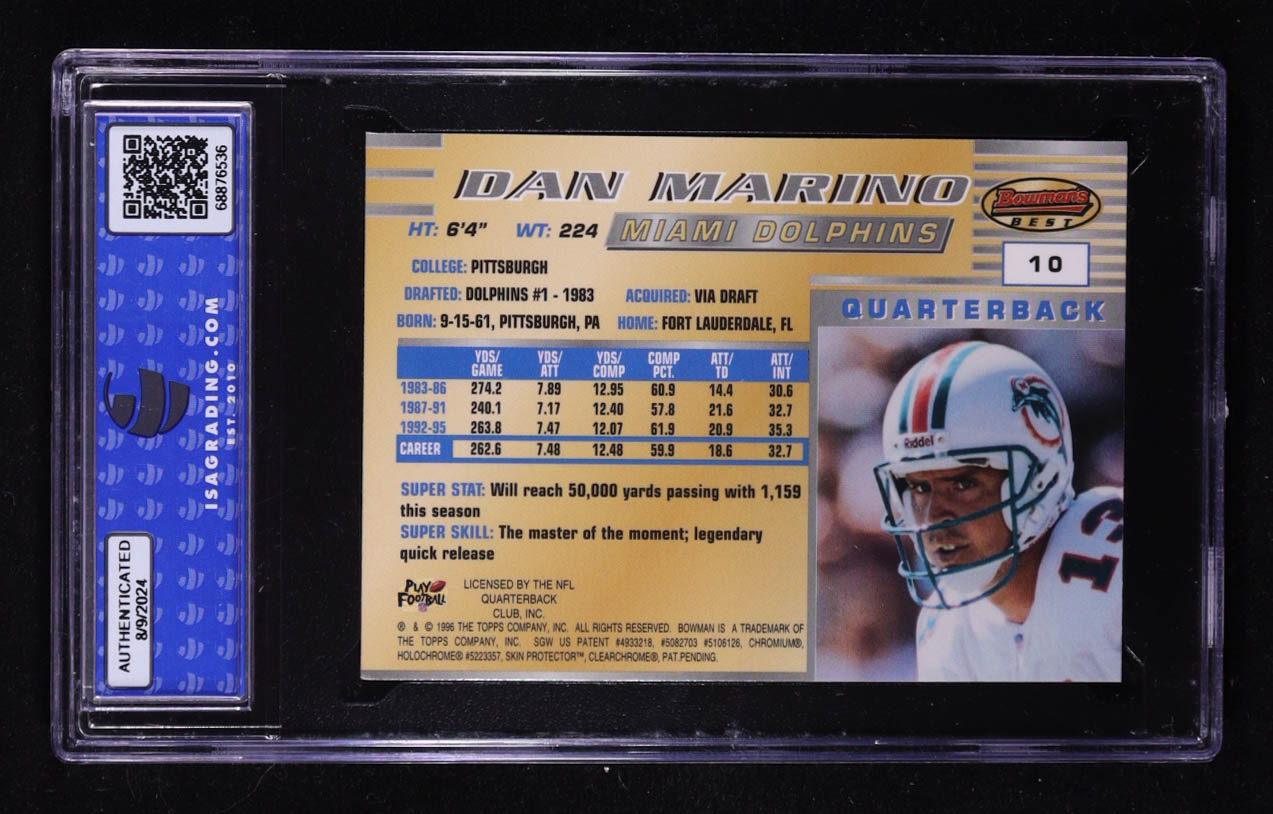 68876536
ISAGRADING.COM
EST. 2010
AUTHENTICATED
8/9/2024
DAN MARINO
Bowman's
BEST
HT: 6'4" WT: 224
MIAMI DOLPHINS
10
COLLEGE: PITTSBURGH
DRAFTED: DOLPHINS #1 - 1983 ACQUIRED: VIA DRAFT
BORN: 9-15-61, PITTSBURGH, PA HOME: FORT LAUDERDALE, FL
QUARTERBACK
YDS/ YDS/ YDS/ COMP ATT/ ATT/
GAME ATT COMP PCT. TD INT
1983-86 274.2 7.89 12.95 60.9 14.4 30.6
1987-91 240.1 7.17 12.40 57.8 21.6 32.7
1992-95 263.8 7.47 12.07 61.9 20.9 35.3
CAREER 262.6 7.48 12.48 59.9 18.6 32.7
Riddell
13
SUPER STAT: Will reach 50,000 yards passing with 1,159
this season
SUPER SKILL: The master of the moment; legendary
quick release
PLAY
FOOTBALL
LICENSED BY THE NFL
QUARTERBACK
CLUB, INC.
® & © 1996 THE TOPPS COMPANY, INC. ALL RIGHTS RESERVED. BOWMAN IS A TRADEMARK OF
THE TOPPS COMPANY, INC. SGW US PATENT #4933218, #5082703 #5106126, CHROMIUM®,
HOLOCHROME® #5223357, SKIN PROTECTOR™, CLEARCHROME®, PAT.PENDING.